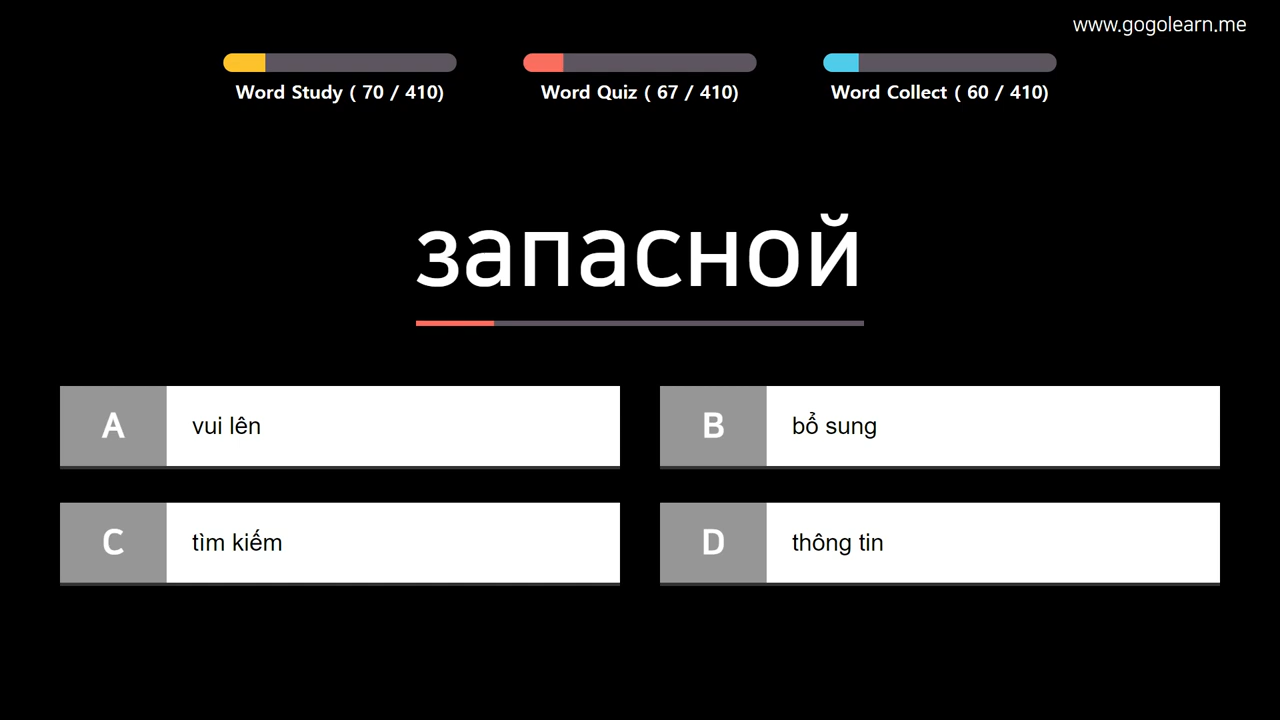 www.gogolearn.me
Word Study ( 70 / 410)
Word Quiz ( 67 / 410)
Word Collect ( 60 / 410)
запасной
A vui lên
B bổ sung
C tìm kiếm
D thông tin